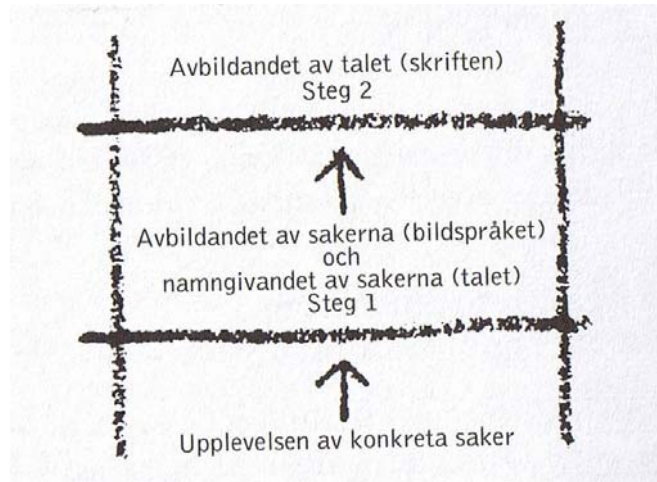 Avbildandet av talet (skriften)
Steg 2
Avbildandet av sakerna (bildspråket)
och
namngivandet av sakerna (talet)
Steg 1
Upplevelsen av konkreta saker